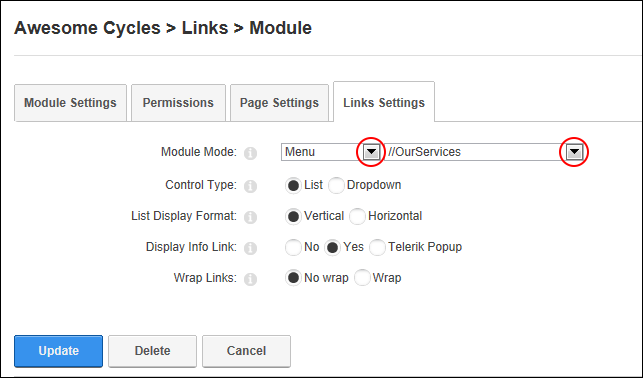 Awesome Cycles > Links > Module
Module Settings Permissions Page Settings Links Settings
Module Mode: Menu //OurServices
Control Type: List Dropdown
List Display Format: Vertical Horizontal
Display Info Link: No Yes Telerik Popup
Wrap Links: No wrap Wrap
Update Delete Cancel